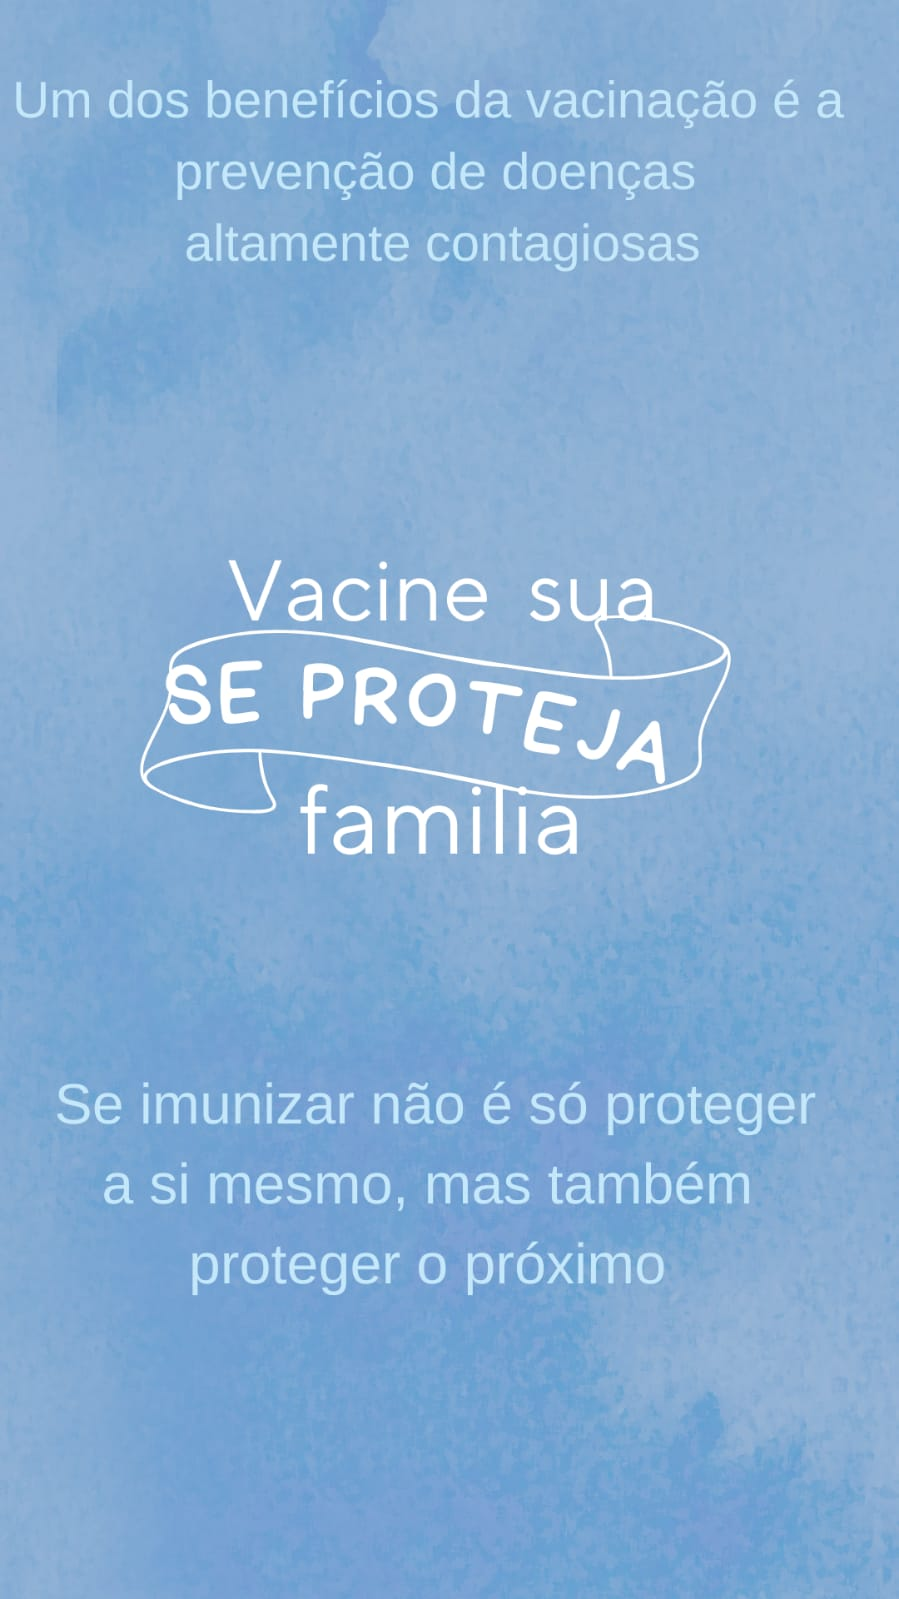 Um dos benefícios da vacinação é a
prevenção de doenças
altamente contagiosas
Vacine sua
SE PROTEJA
familia
Se imunizar não é só proteger
a si mesmo, mas também
proteger o próximo